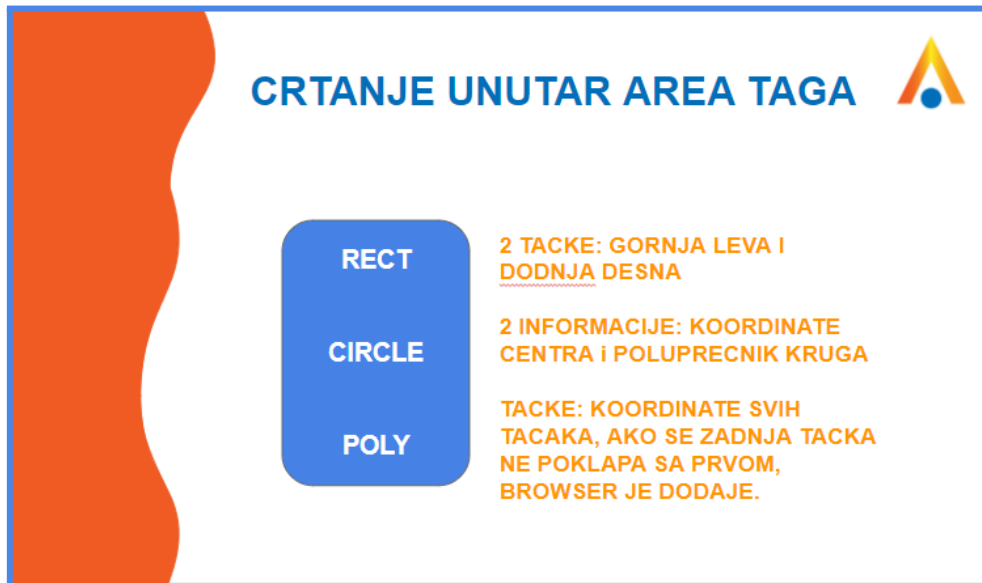 CRTANJE UNUTAR AREA TAGA
RECT
2 TACKE: GORNJA LEVA I
DODNJA DESNA
CIRCLE
2 INFORMACIJE: KOORDINATE
CENTRA i POLUPRECNIK KRUGA
POLY
TACKE: KOORDINATE SVIH
TACAKA, AKO SE ZADNJA TACKA
NE POKLAPA SA PRVOM,
BROWSER JE DODAJE.